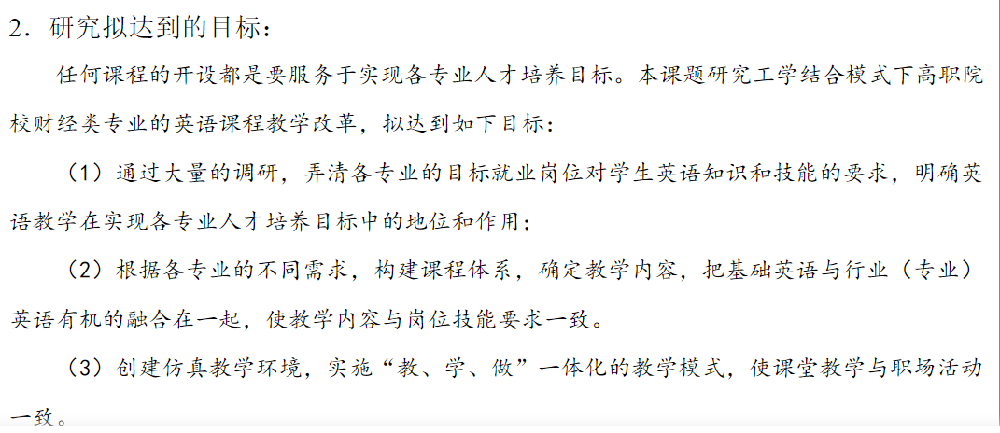 2．研究拟达到的目标：
任何课程的开设都是要服务于实现各专业人才培养目标。本课题研究工学结合模式下高职院
校财经类专业的英语课程教学改革，拟达到如下目标：
（1）通过大量的调研，弄清各专业的目标就业岗位对学生英语知识和技能的要求，明确英
语教学在实现各专业人才培养目标中的地位和作用；
（2）根据各专业的不同需求，构建课程体系，确定教学内容，把基础英语与行业（专业）
英语有机的融合在一起，使教学内容与岗位技能要求一致。
（3）创建仿真教学环境，实施“教、学、做”一体化的教学模式，使课堂教学与职场活动
一致。